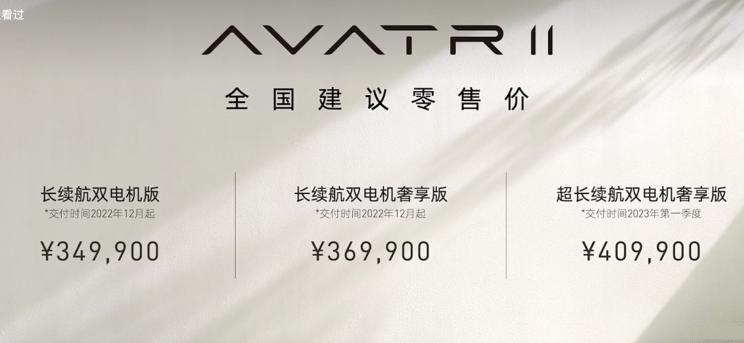 看过
AVATR 11
全国建议零售价
长续航双电机版
*交付时间2022年12月起
¥349,900
长续航双电机奢享版
*交付时间2022年12月起
¥369,900
超长续航双电机奢享版
*交付时间2023年第一季度
¥409,900